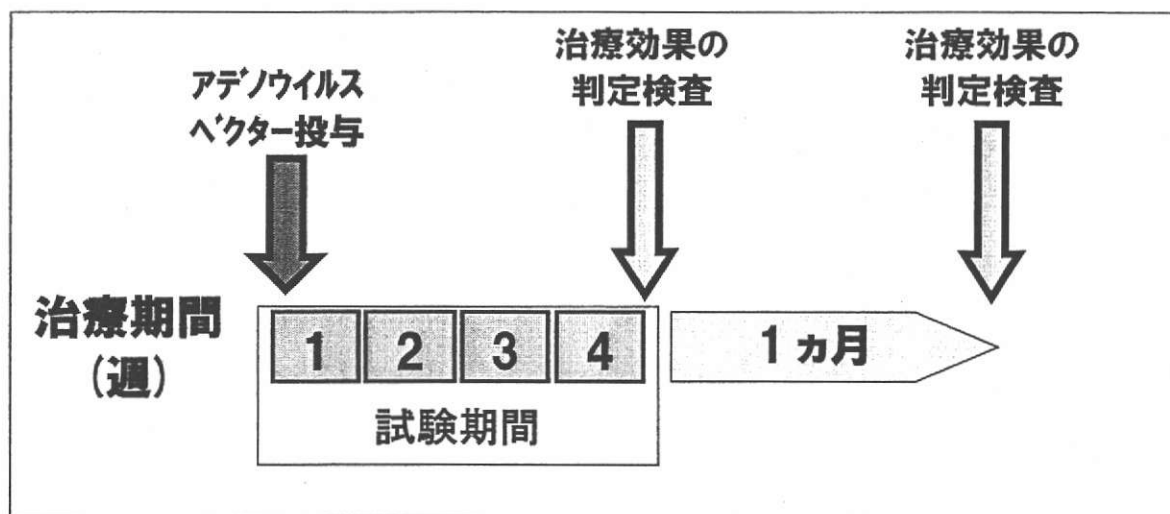 アデノウイルス
ベクター投与
治療効果の
判定検査
治療効果の
判定検査
治療期間
(週)
1 2 3 4
1ヵ月
試験期間